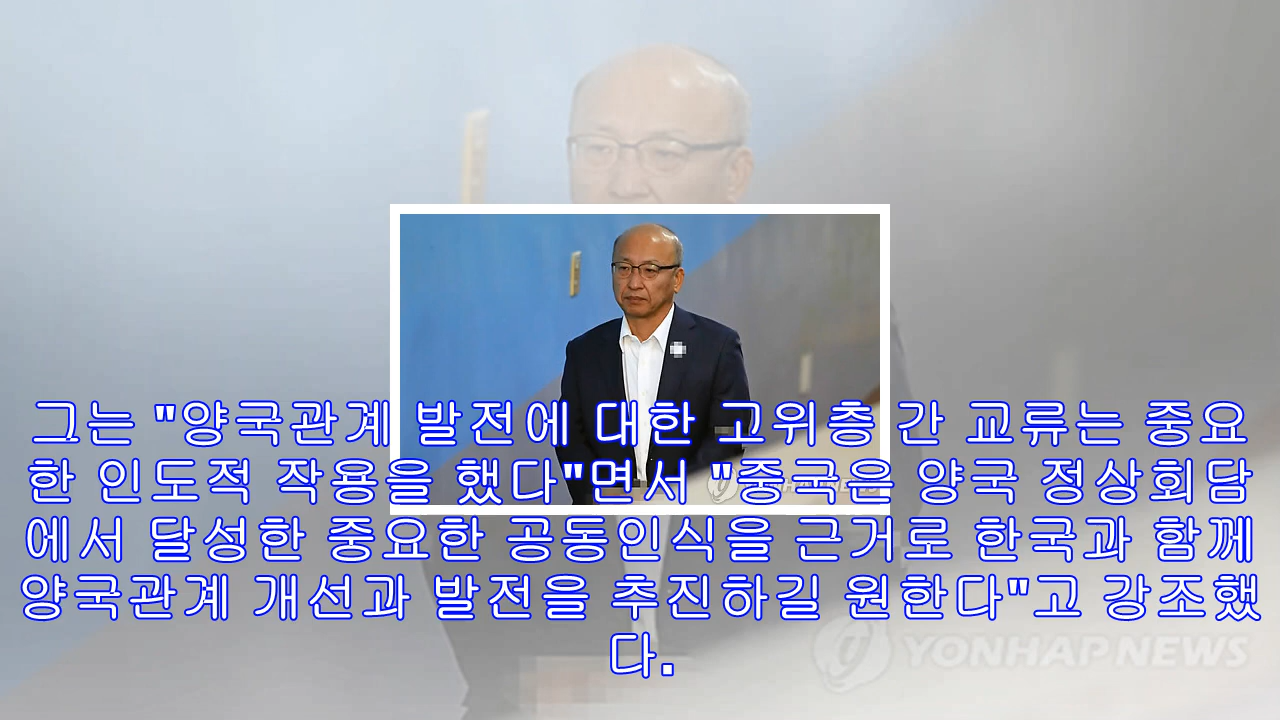 그는 "양국관계 발전에 대한 고위층 간 교류는 중요
한 인도적 작용을 했다"면서 "중국은 양국 정상회담
에서 달성한 중요한 공동인식을 근거로 한국과 함께
양국관계 개선과 발전을 추진하길 원한다"고 강조했
다.
YONHAP NEWS